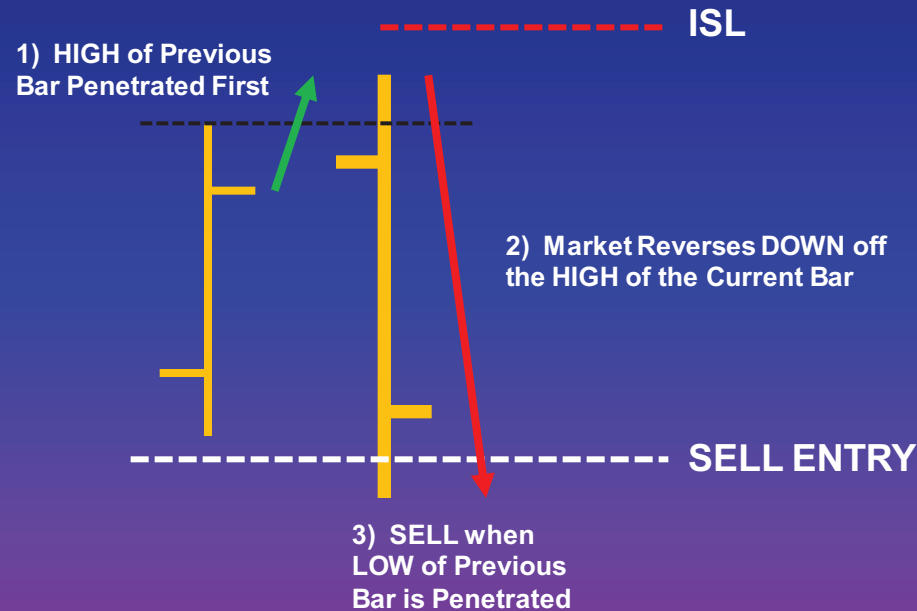 ISL
1) HIGH of Previous
Bar Penetrated First
2) Market Reverses DOWN off
the HIGH of the Current Bar
SELL ENTRY
3) SELL when
LOW of Previous
Bar is Penetrated